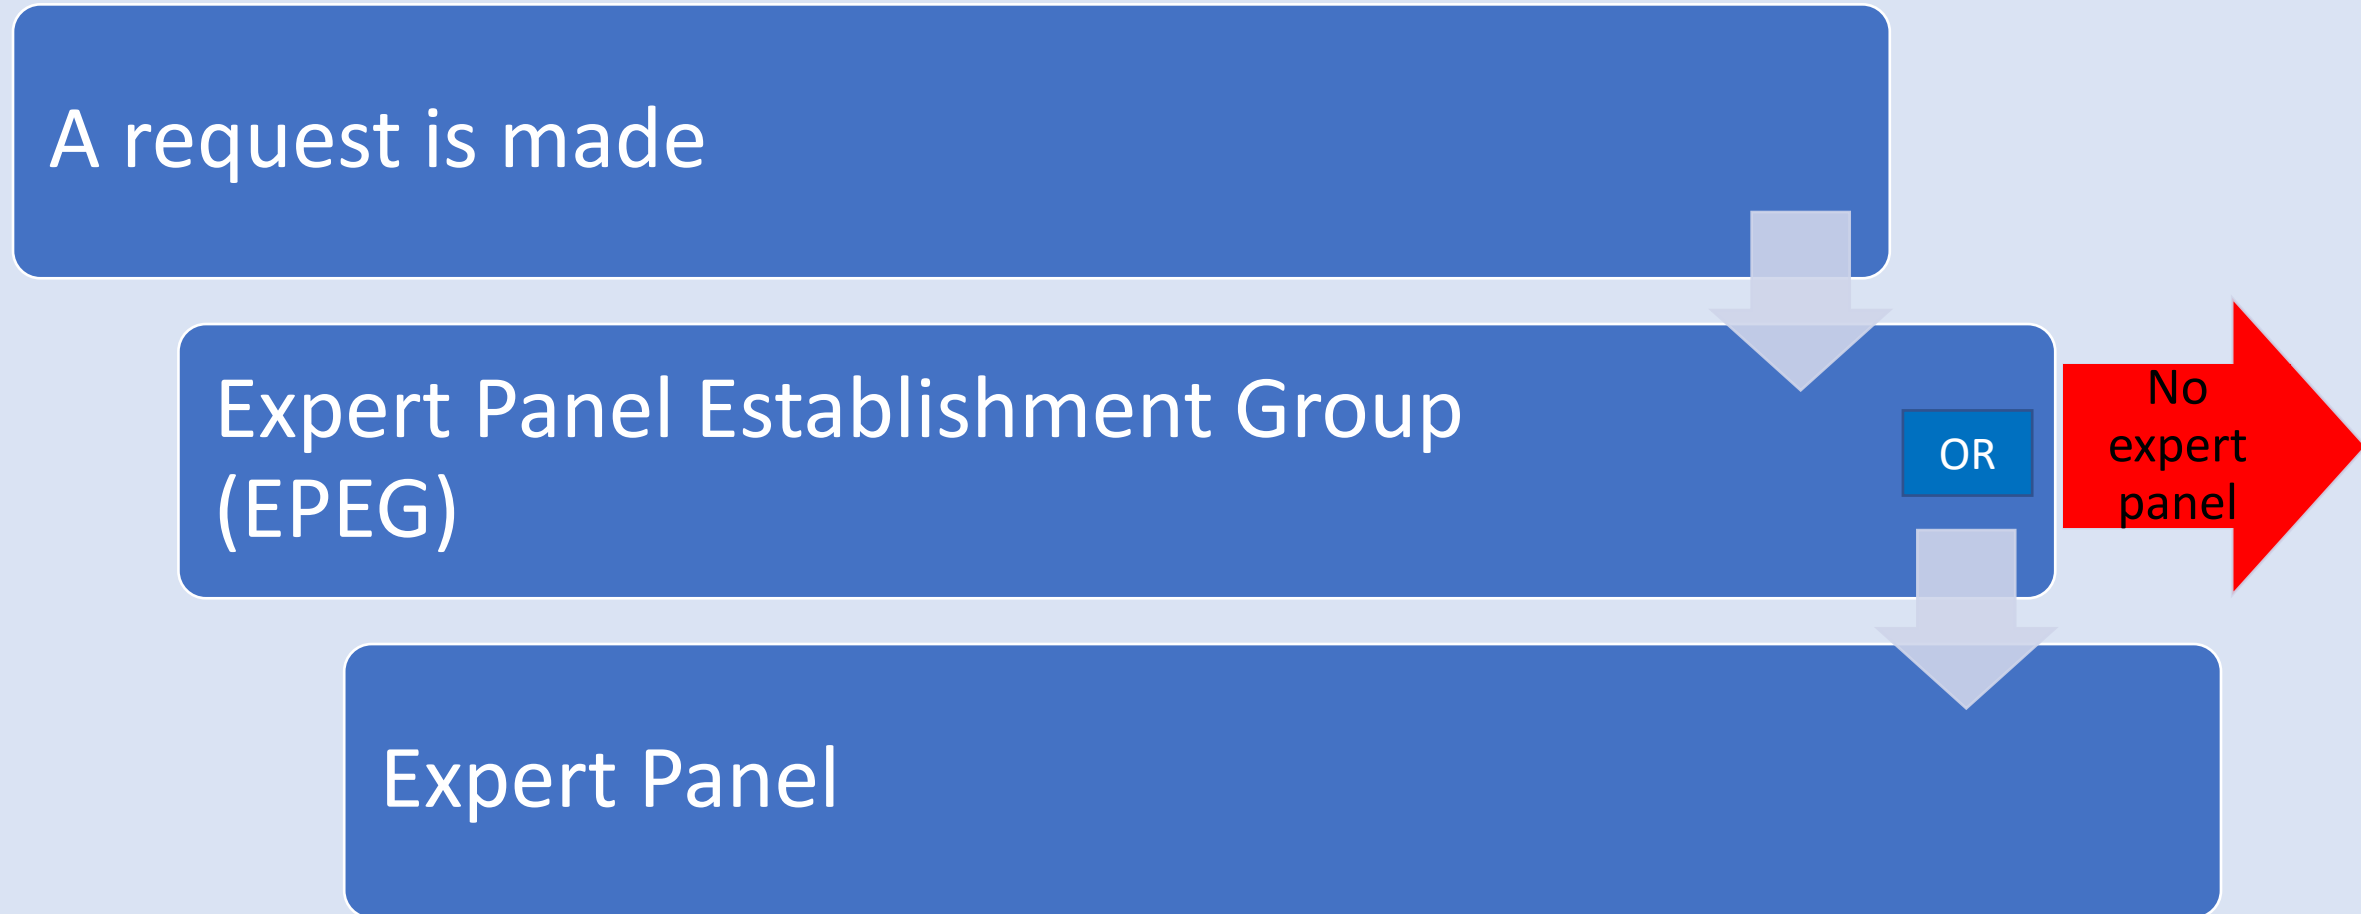 A request is made
Expert Panel Establishment Group
(EPEG)
OR
No
expert
panel
Expert Panel